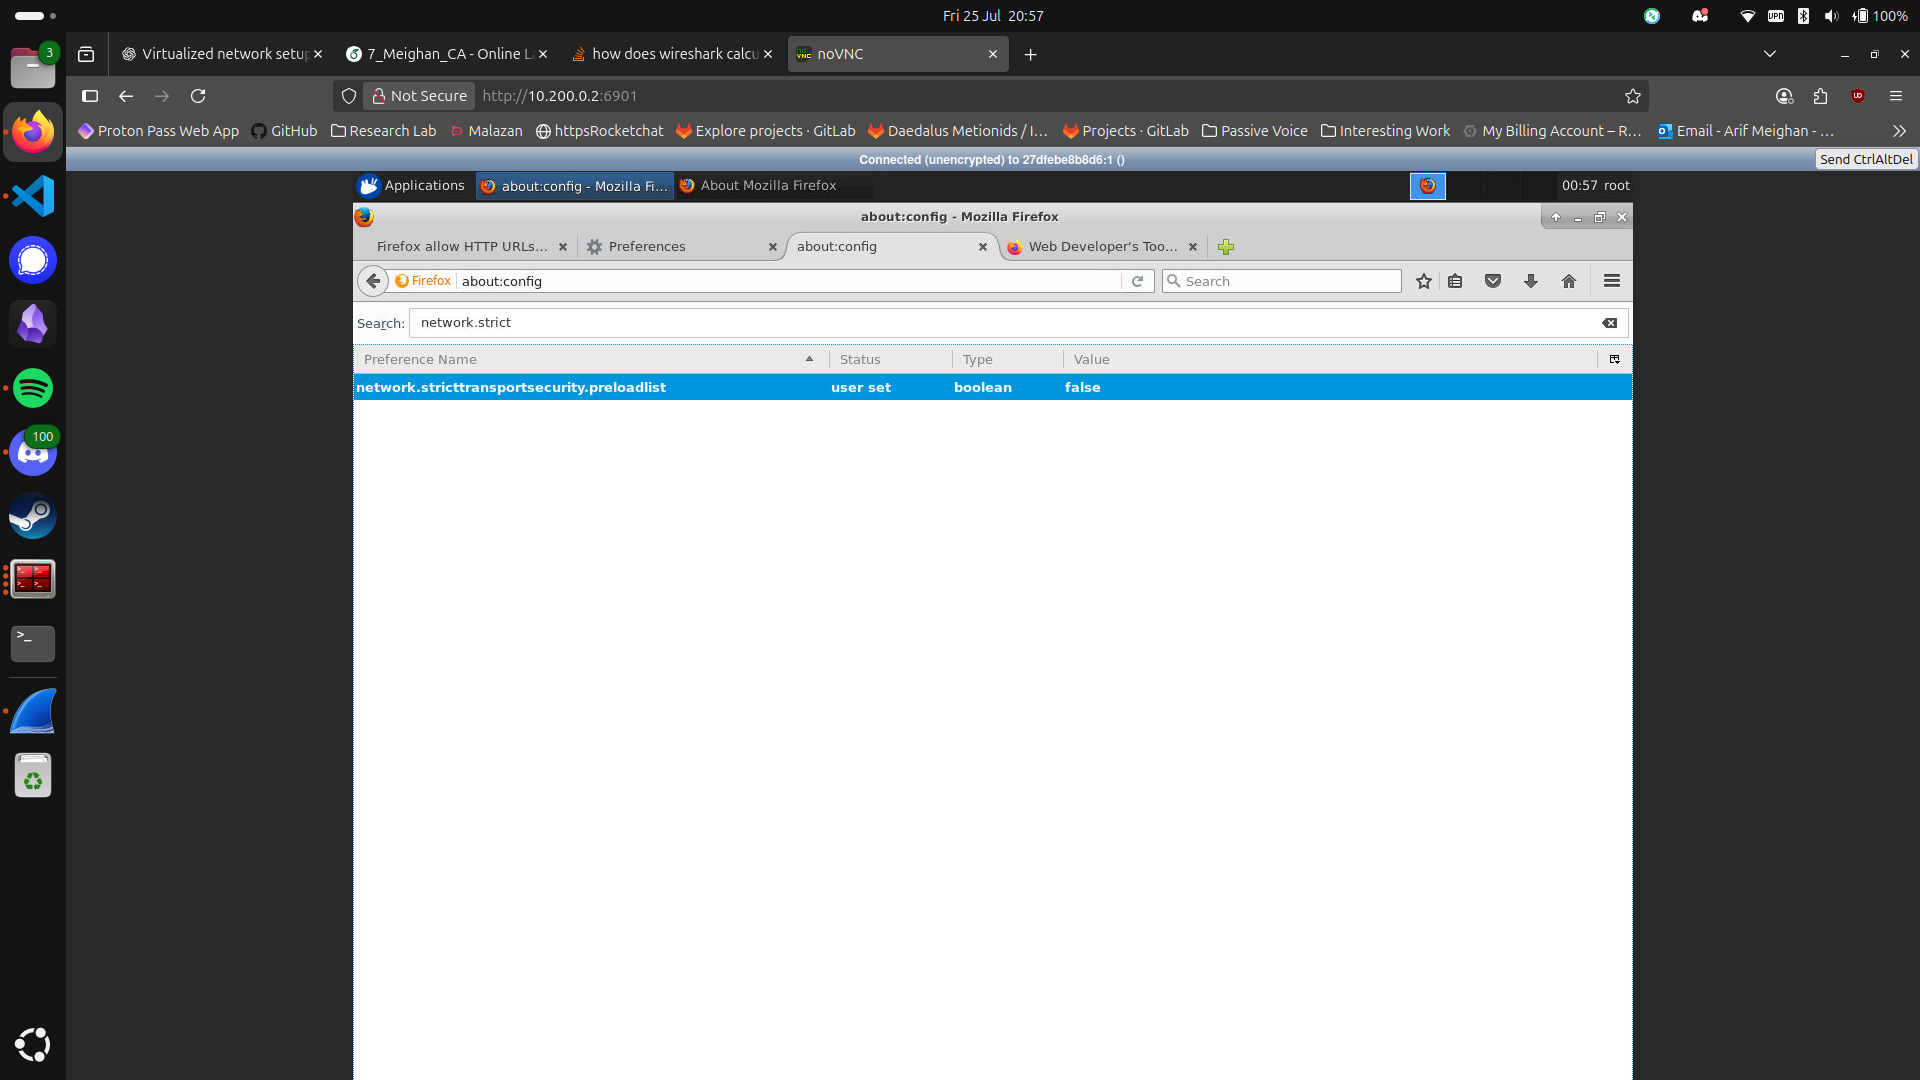 Fri 25 Jul 20:57
100%
3
Virtualized network setup
7_Meighan_CA - Online L
how does wireshark calcu
noVNC
Not Secure
http://10.200.0.2:6901
Proton Pass Web App
GitHub
Research Lab
Malazan
httpsRocketchat
Explore projects · GitLab
Daedalus Metionids / I...
Projects · GitLab
Passive Voice
Interesting Work
My Billing Account – R...
Email - Arif Meighan - ...
Connected (unencrypted) to 27dfebe8b8d6:1 ()
Send CtrlAltDel
Applications
about:config - Mozilla Fi...
About Mozilla Firefox
00:57 root
about:config - Mozilla Firefox
Firefox allow HTTP URLs...
Preferences
about:config
Web Developer's Too...
Firefox
about:config
Search
Search:
network.strict
Preference Name
Status
Type
Value
network.stricttransportsecurity.preloadlist
user set
boolean
false
100